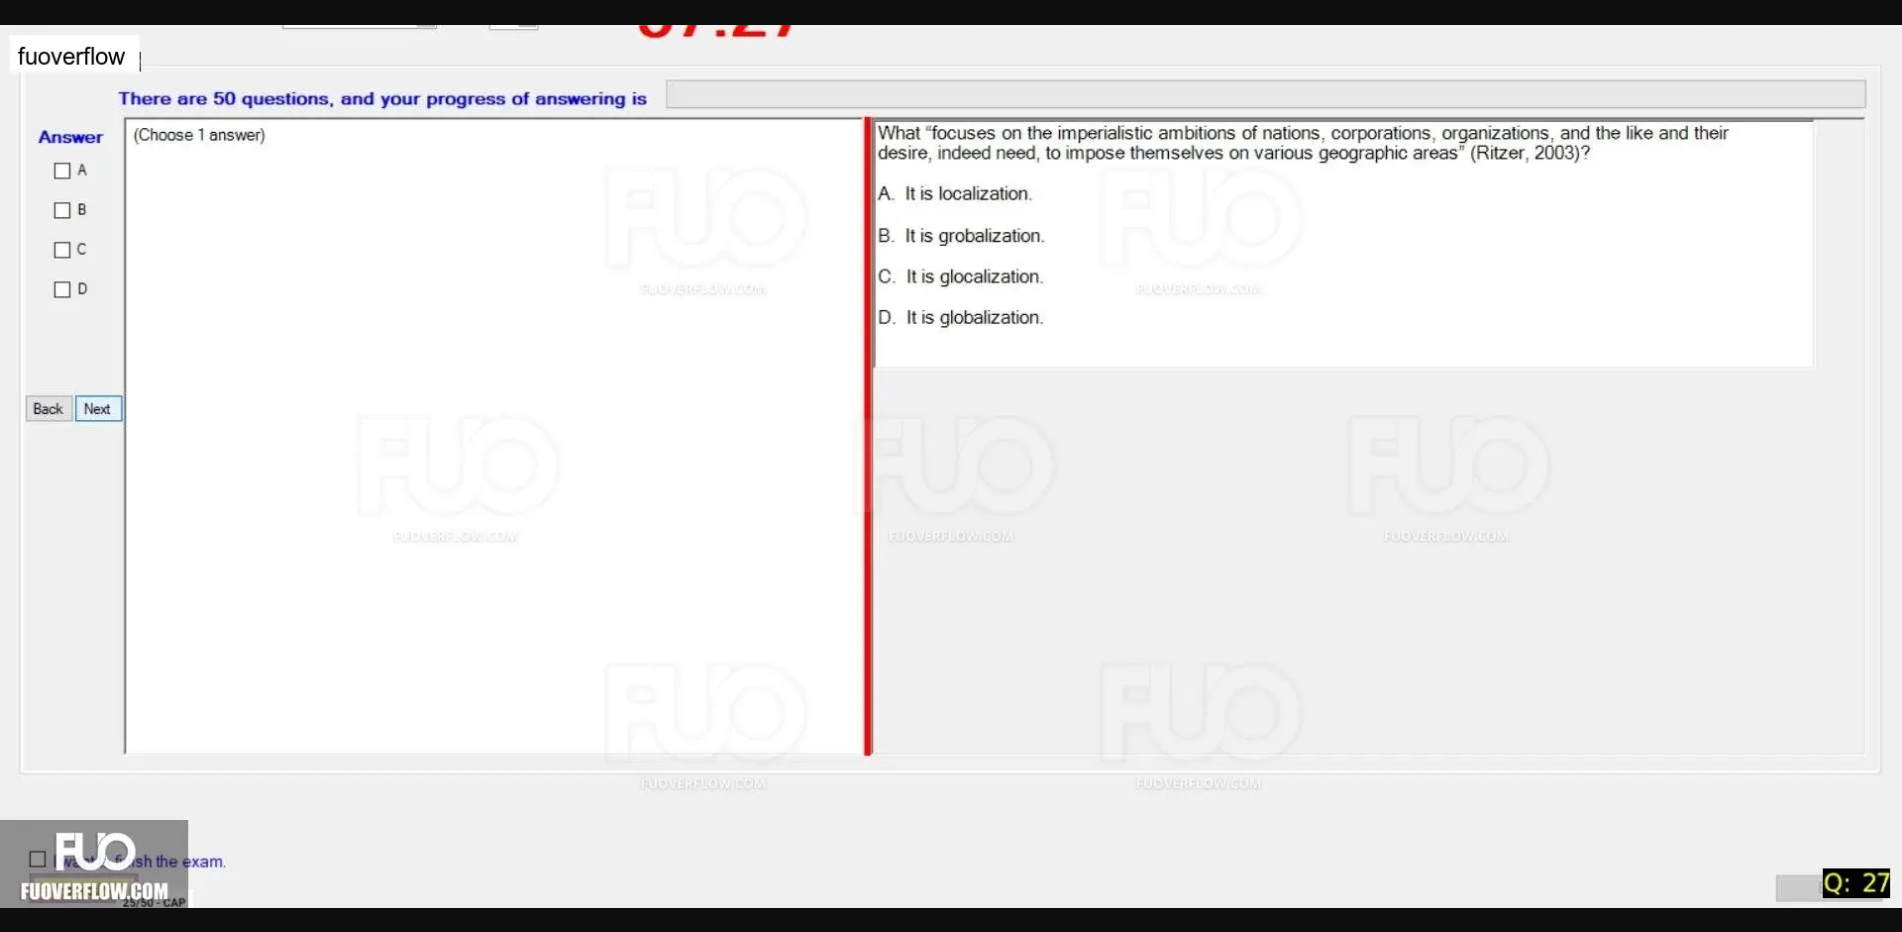 fuoverflow
There are 50 questions, and your progress of answering is
Answer
(Choose 1 answer)
A
B
C
D
Back Next
What “focuses on the imperialistic ambitions of nations, corporations, organizations, and the like and their
desire, indeed need, to impose themselves on various geographic areas” (Ritzer, 2003)?
A. It is localization.
B. It is grobalization.
C. It is glocalization.
D. It is globalization.
FUO
FUOVERFLOW.COM
FUO
FUOVERFLOW.COM
FUO
FUOVERFLOW.COM
FUO
FUOVERFLOW.COM
FUO
FUOVERFLOW.COM
FUO
FUOVERFLOW.COM
FUO
FUOVERFLOW.COM
the exam.
FUO
FUOVERFLOW.COM
25/50 - CAP
Q: 27